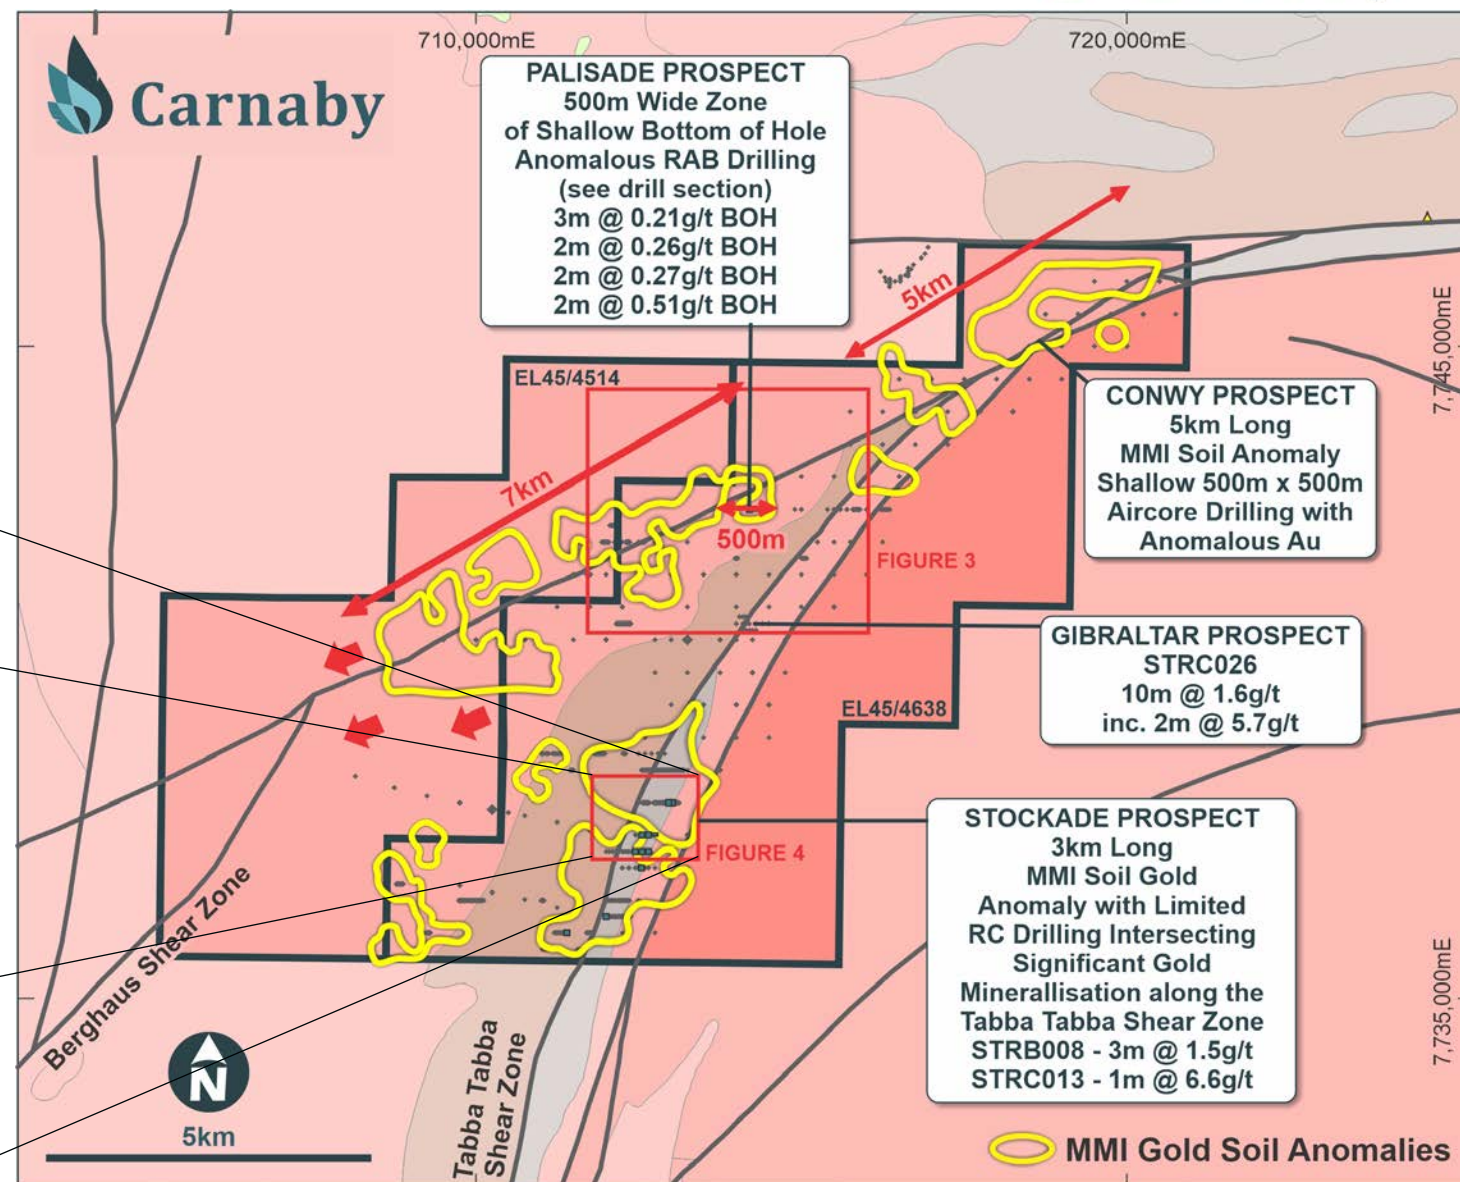 710,000mE
720,000mE
Carnaby
PALISADE PROSPECT
500m Wide Zone
of Shallow Bottom of Hole
Anomalous RAB Drilling
(see drill section)
3m @ 0.21g/t BOH
2m @ 0.26g/t BOH
2m @ 0.27g/t BOH
2m @ 0.51g/t BOH
5km
7,745,000mE
EL45/4514
CONWY PROSPECT
5km Long
MMI Soil Anomaly
Shallow 500m x 500m
Aircore Drilling with
Anomalous Au
7km
500m
FIGURE 3
GIBRALTAR PROSPECT
STRC026
10m @ 1.6g/t
inc. 2m @ 5.7g/t
EL45/4638
STOCKADE PROSPECT
3km Long
MMI Soil Gold
Anomaly with Limited
RC Drilling Intersecting
Significant Gold
Minerallisation along the
Tabba Tabba Shear Zone
STRB008 - 3m @ 1.5g/t
STRC013 - 1m @ 6.6g/t
FIGURE 4
Berghaus Shear Zone
7,735,000mE
Tabba Tabba
Shear Zone
N
5km
MMI Gold Soil Anomalies